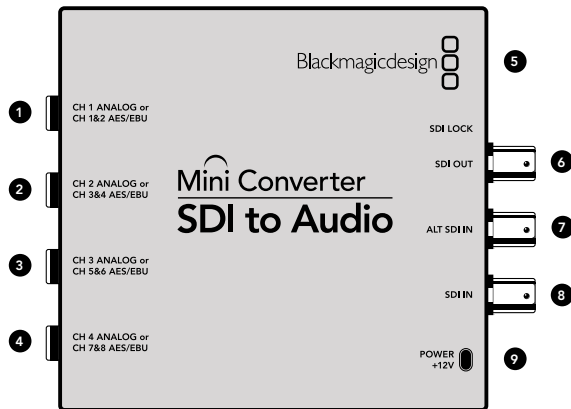 Blackmagicdesign
5
1
CH 1 ANALOG or
CH 1&2 AES/EBU
SDI LOCK
SDI OUT
6
2
CH 2 ANALOG or
CH 3&4 AES/EBU
Mini Converter
SDI to Audio
ALT SDI IN
7
3
CH 3 ANALOG or
CH 5&6 AES/EBU
SDI IN
8
4
CH 4 ANALOG or
CH 7&8 AES/EBU
POWER
+12V
9